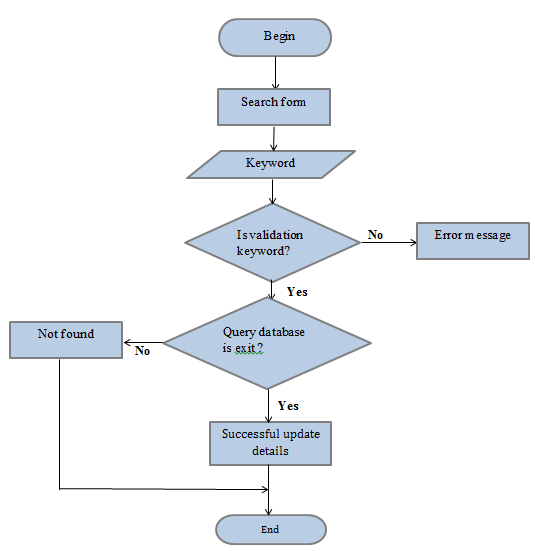 Begin
Search form
Keyword
Is validation
keyword?
No
Error message
Yes
Query database
is exit ?
Not found
No
Yes
Successful update
details
End